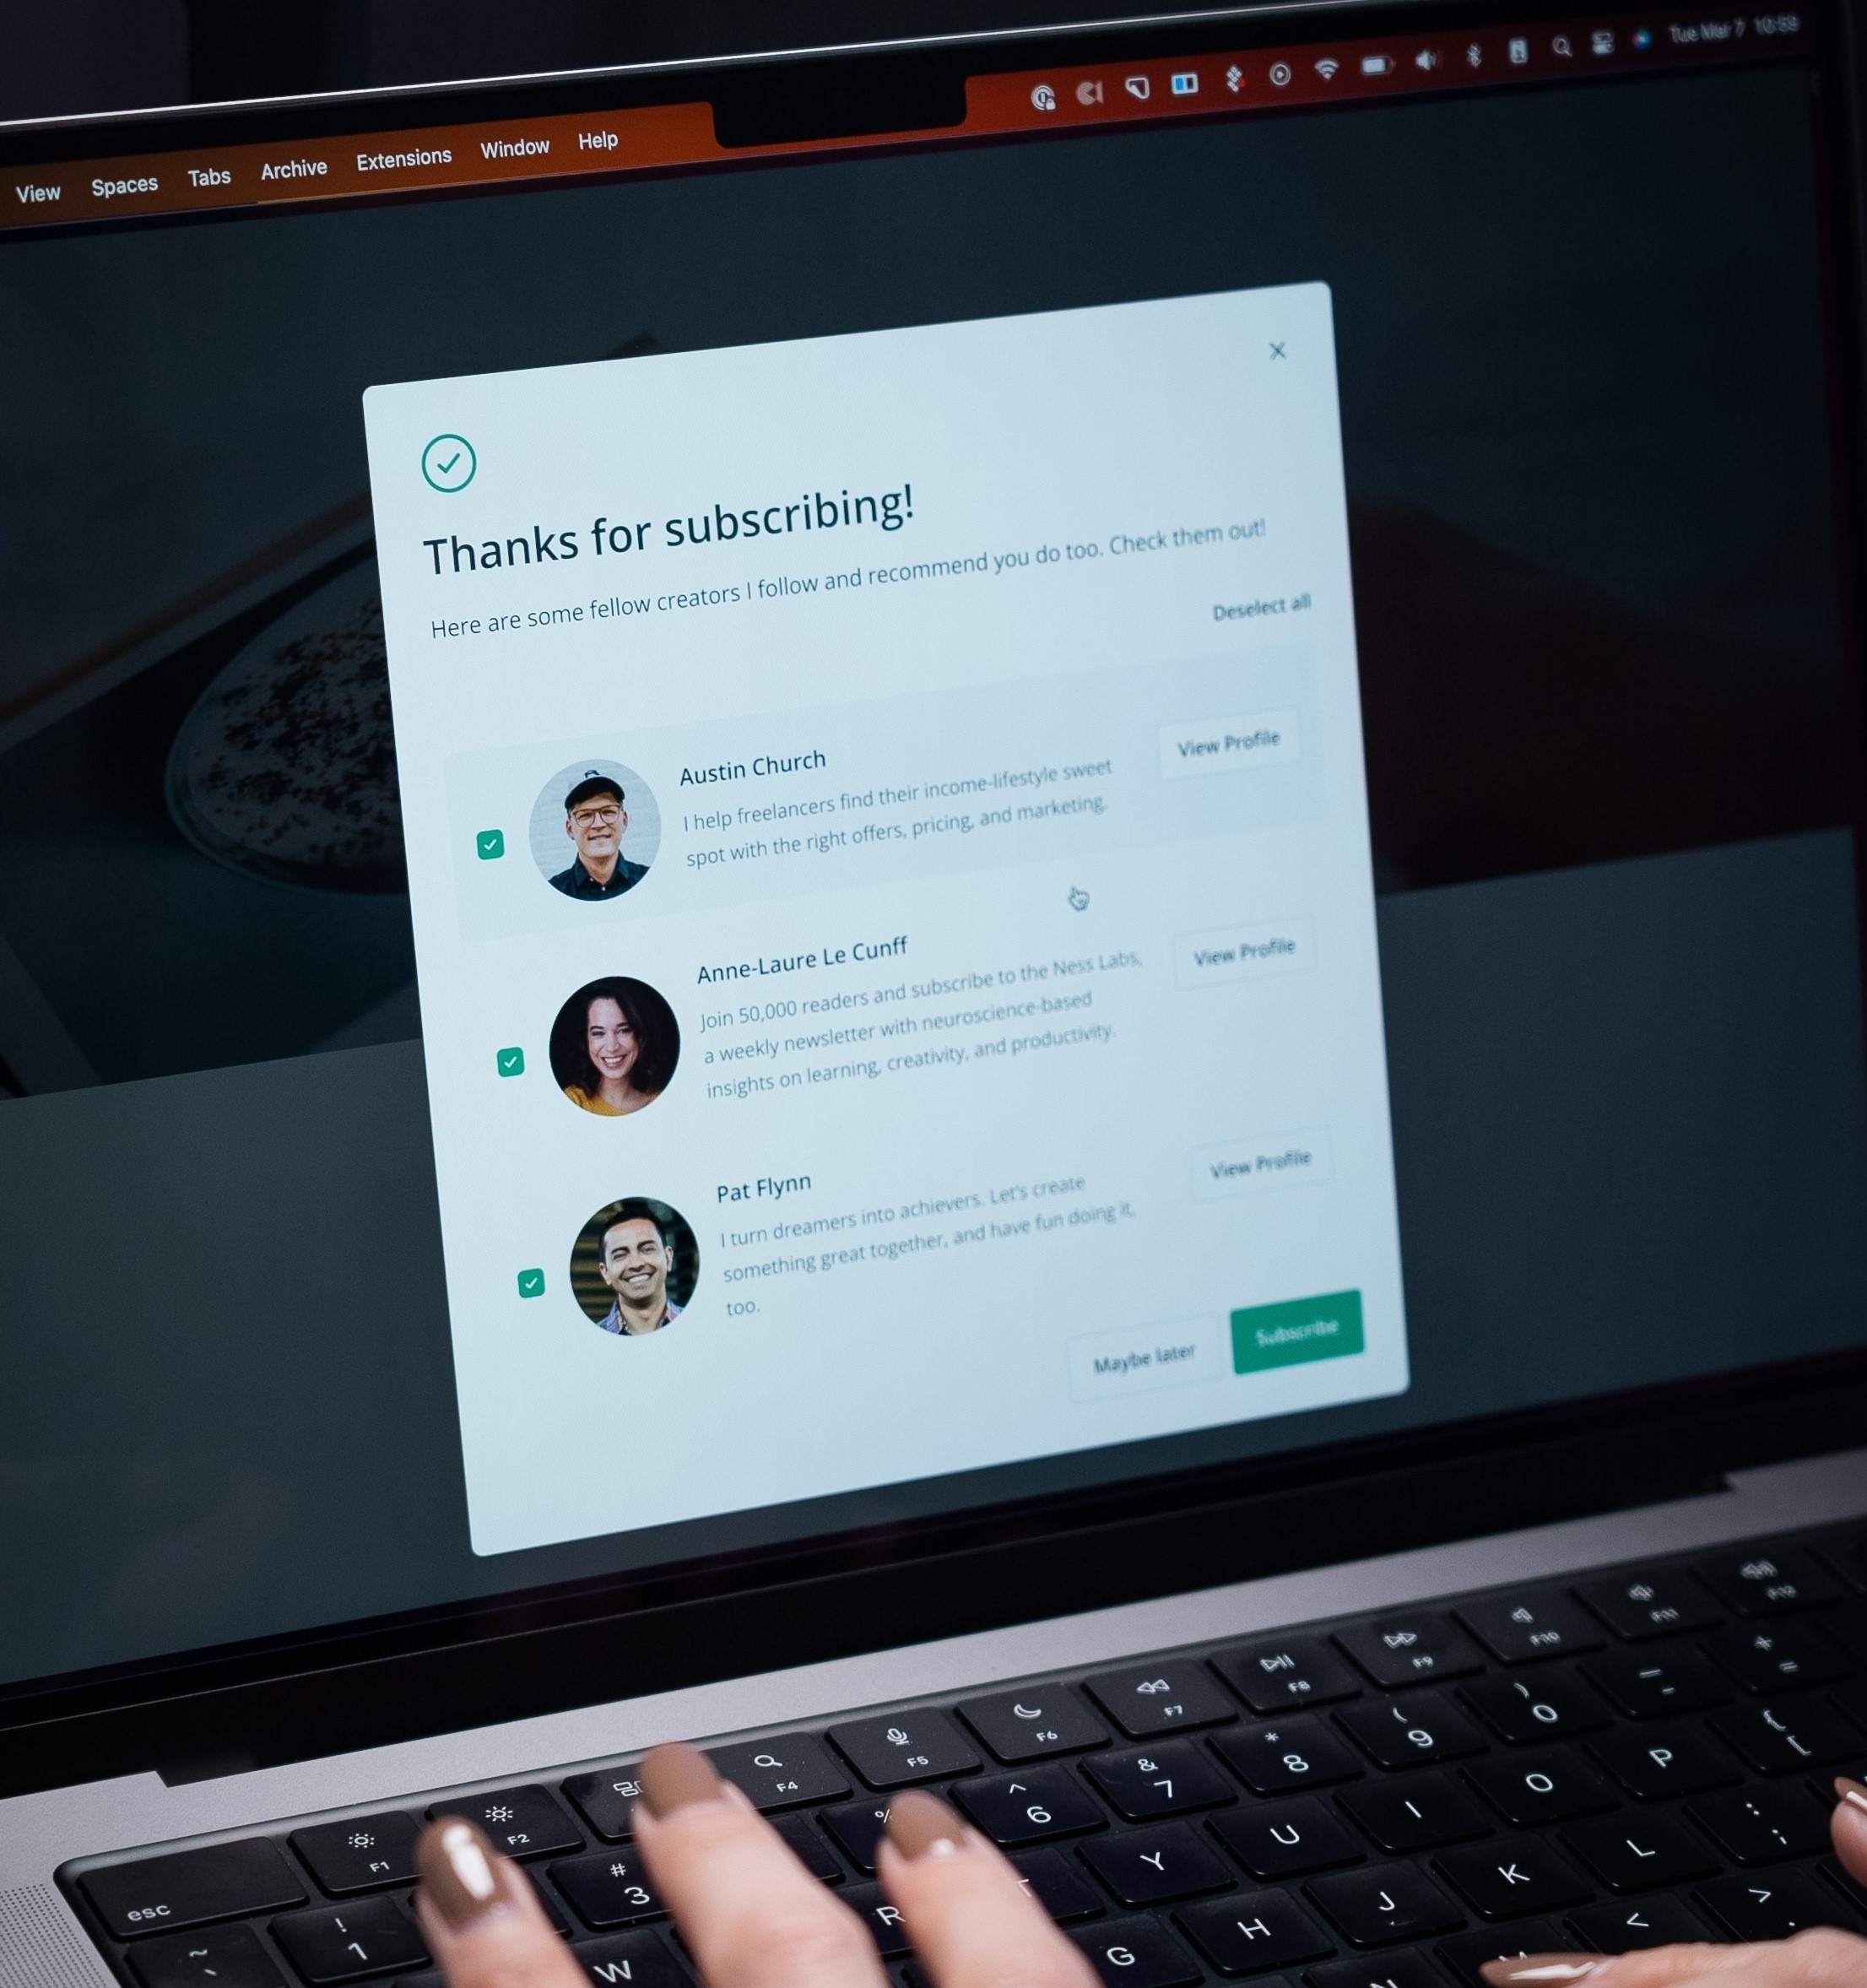 View Spaces Tabs Archive Extensions Window Help
Tue Mar 7 10:59
Thanks for subscribing!
Here are some fellow creators I follow and recommend you do too. Check them out!
Deselect all
Austin Church
I help freelancers find their income-lifestyle sweet
spot with the right offers, pricing, and marketing.
View Profile
Anne-Laure Le Cunff
Join 50,000 readers and subscribe to the Ness Labs,
a weekly newsletter with neuroscience-based
insights on learning, creativity, and productivity.
View Profile
Pat Flynn
I turn dreamers into achievers. Let's create
something great together, and have fun doing it,
too.
View Profile
Maybe later
Subscribe
esc F1 F2 F4 F5 F6 F7 F8 F9 F10 F11 F12
~ ! # % ^ & * ( ) — +
` 1 3 6 7 8 9 0 - =
W R T Y U I O P { [
G H J K L : ;
< >